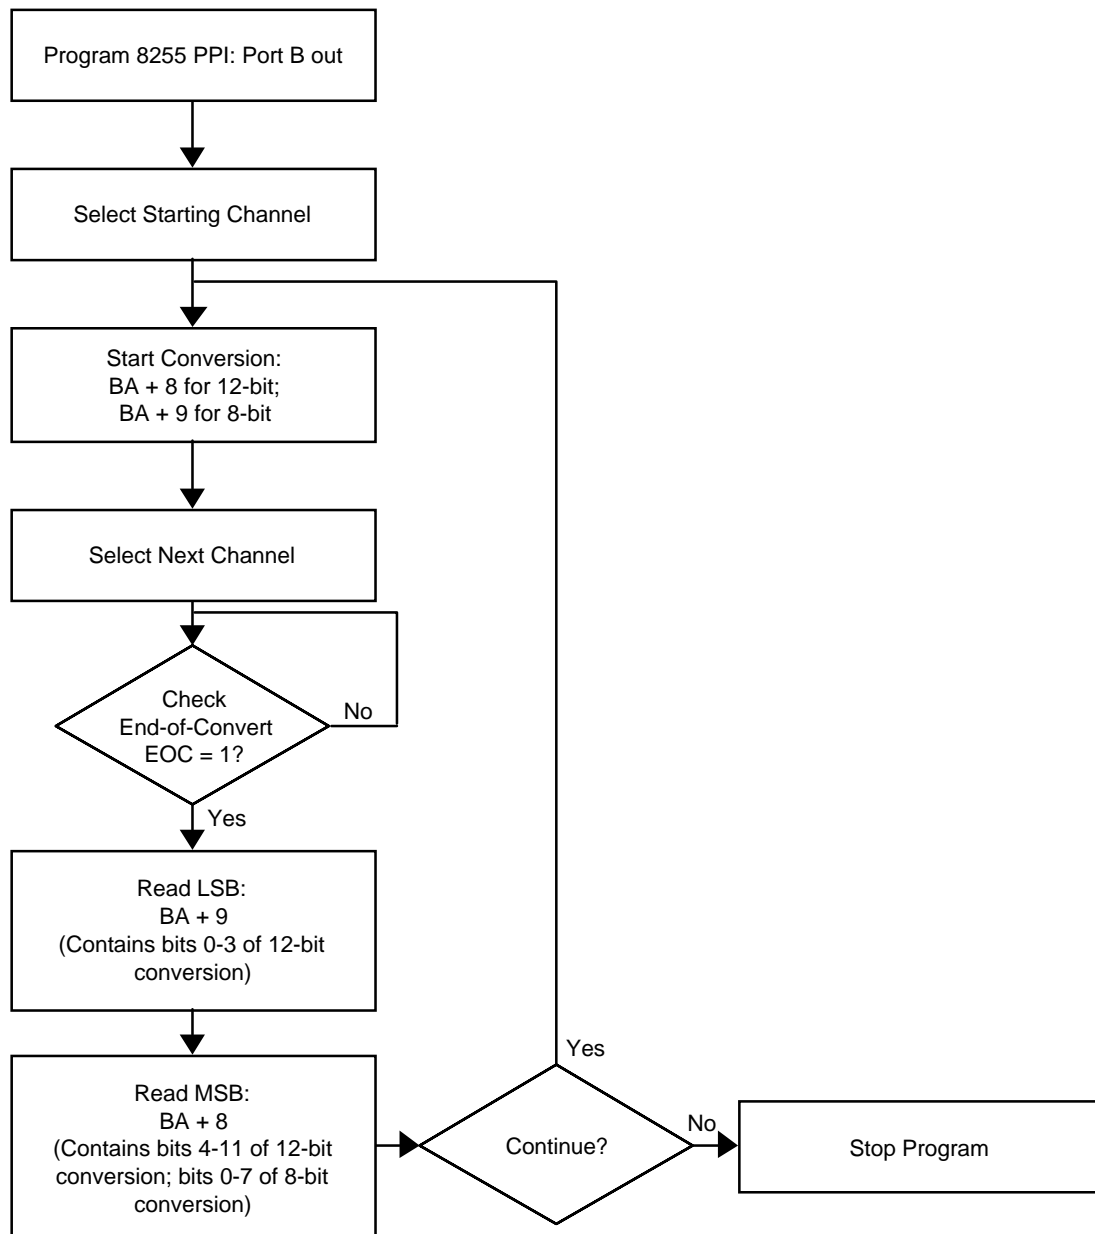 Program 8255 PPI: Port B out
Select Starting Channel
Start Conversion:
BA + 8 for 12-bit;
BA + 9 for 8-bit
Select Next Channel
Check
End-of-Convert
EOC = 1?
No
Yes
Read LSB:
BA + 9
(Contains bits 0-3 of 12-bit
conversion)
Read MSB:
BA + 8
(Contains bits 4-11 of 12-bit
conversion; bits 0-7 of 8-bit
conversion)
Yes
Continue?
No
Stop Program